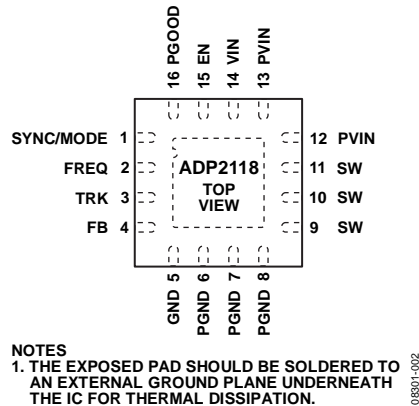 16 PGOOD
15 EN
14 VIN
13 PVIN
SYNC/MODE 1
FREQ 2
TRK 3
FB 4
ADP2118
TOP
VIEW
12 PVIN
11 SW
10 SW
9 SW
GND 5
PGND 6
PGND 7
PGND 8
NOTES
1. THE EXPOSED PAD SHOULD BE SOLDERED TO
AN EXTERNAL GROUND PLANE UNDERNEATH
THE IC FOR THERMAL DISSIPATION.
08301-002